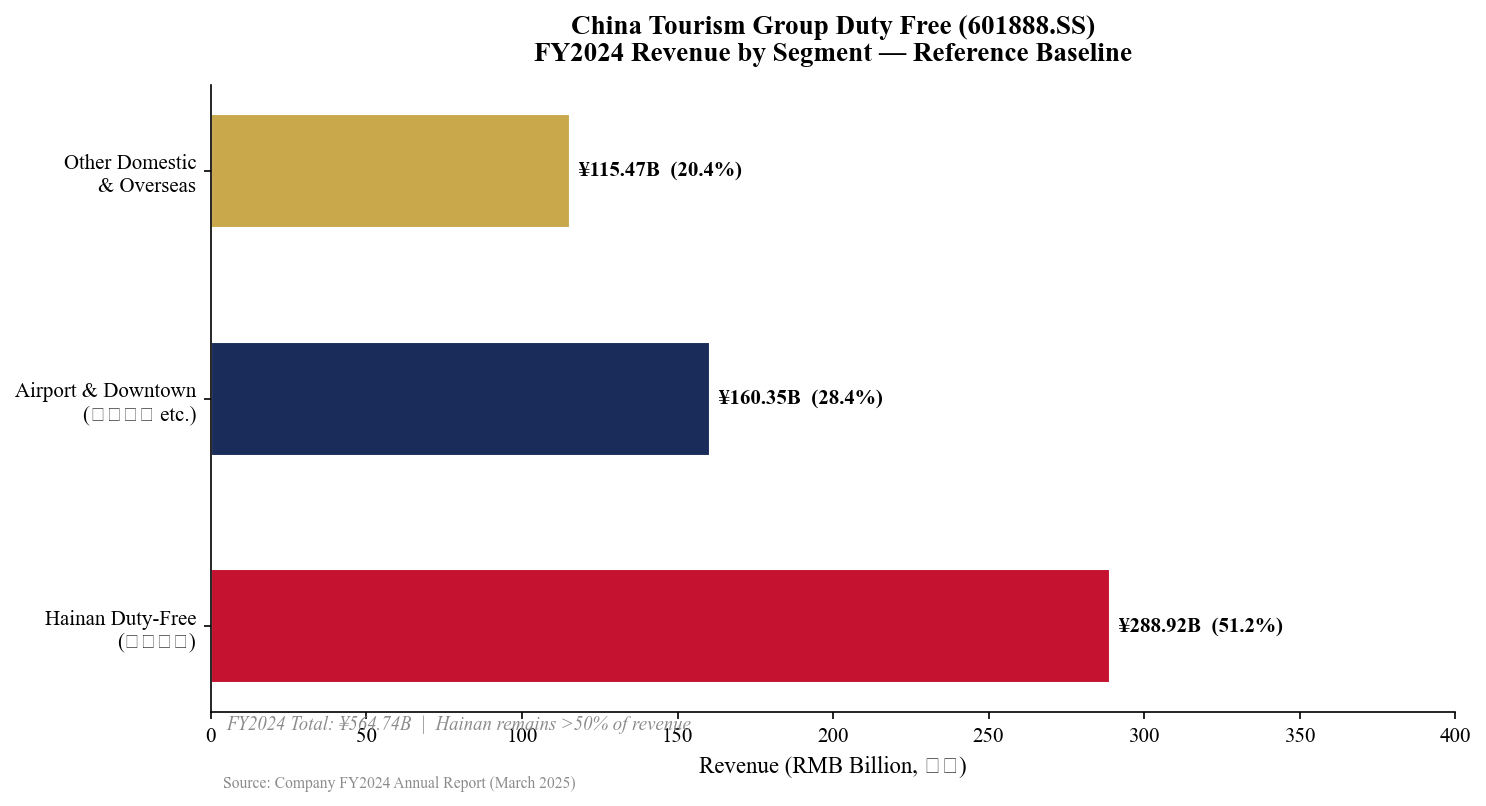 China Tourism Group Duty Free (601888.SS)
FY2024 Revenue by Segment — Reference Baseline
Other Domestic
& Overseas
¥115.47B (20.4%)
Airport & Downtown
(□□□□ etc.)
¥160.35B (28.4%)
Hainan Duty-Free
(□□□□)
¥288.92B (51.2%)
FY2024 Total: ¥564.74B | Hainan remains >50% of revenue
0 50 100 150 200 250 300 350 400
Revenue (RMB Billion, □□)
Source: Company FY2024 Annual Report (March 2025)